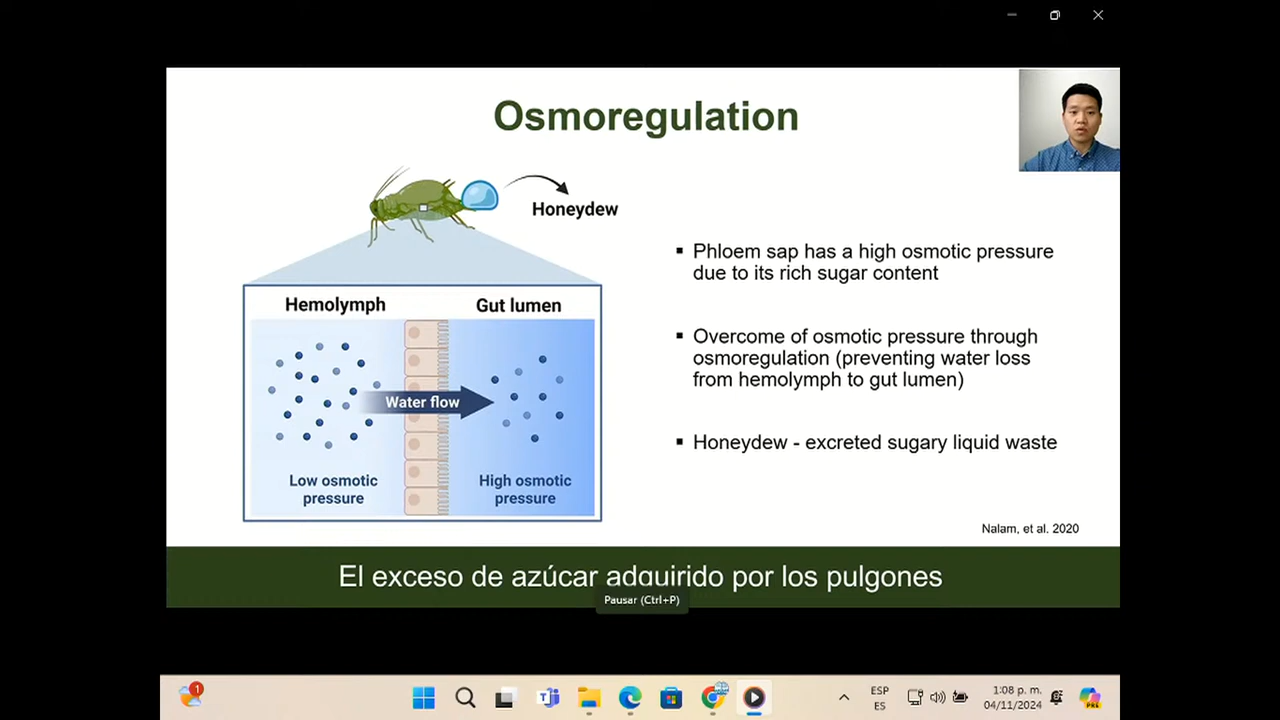 Osmoregulation
Honeydew
Hemolymph
Gut lumen
Water flow
Low osmotic
pressure
High osmotic
pressure
▪ Phloem sap has a high osmotic pressure
due to its rich sugar content
▪ Overcome of osmotic pressure through
osmoregulation (preventing water loss
from hemolymph to gut lumen)
▪ Honeydew - excreted sugary liquid waste
Nalam, et al. 2020
El exceso de azúcar adquirido por los pulgones
Pausar (Ctrl+P)
1
ESP
ES
1:08 p. m.
04/11/2024
PRE